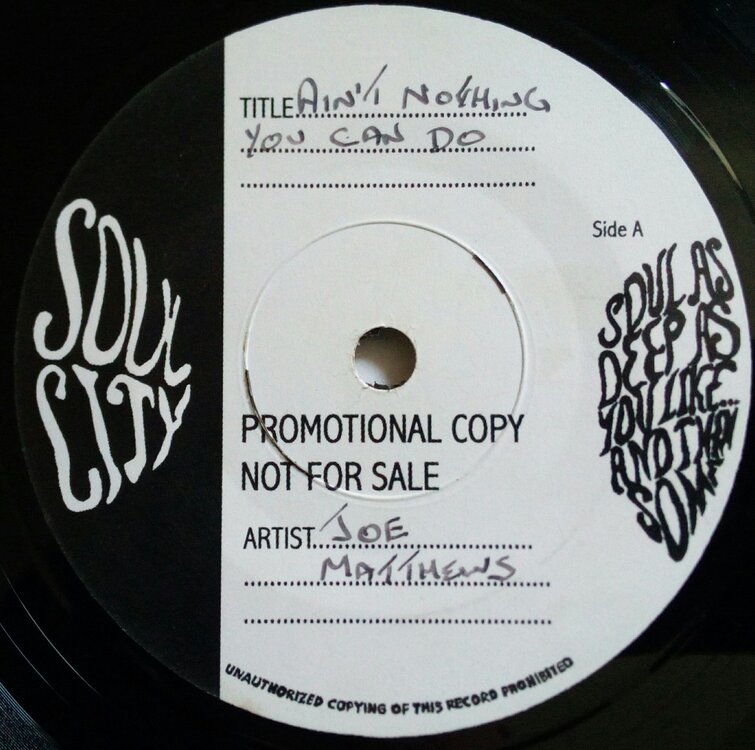 TITLE AIN'T NOTHING
YOU CAN DO
Side A
SOUL
CITY
SOUL AS
DEEP AS
YOU LIKE...
AND THEN
SOME
PROMOTIONAL COPY
NOT FOR SALE
ARTIST JOE
MATTHEWS
UNAUTHORIZED COPYING OF THIS RECORD PROHIBITED